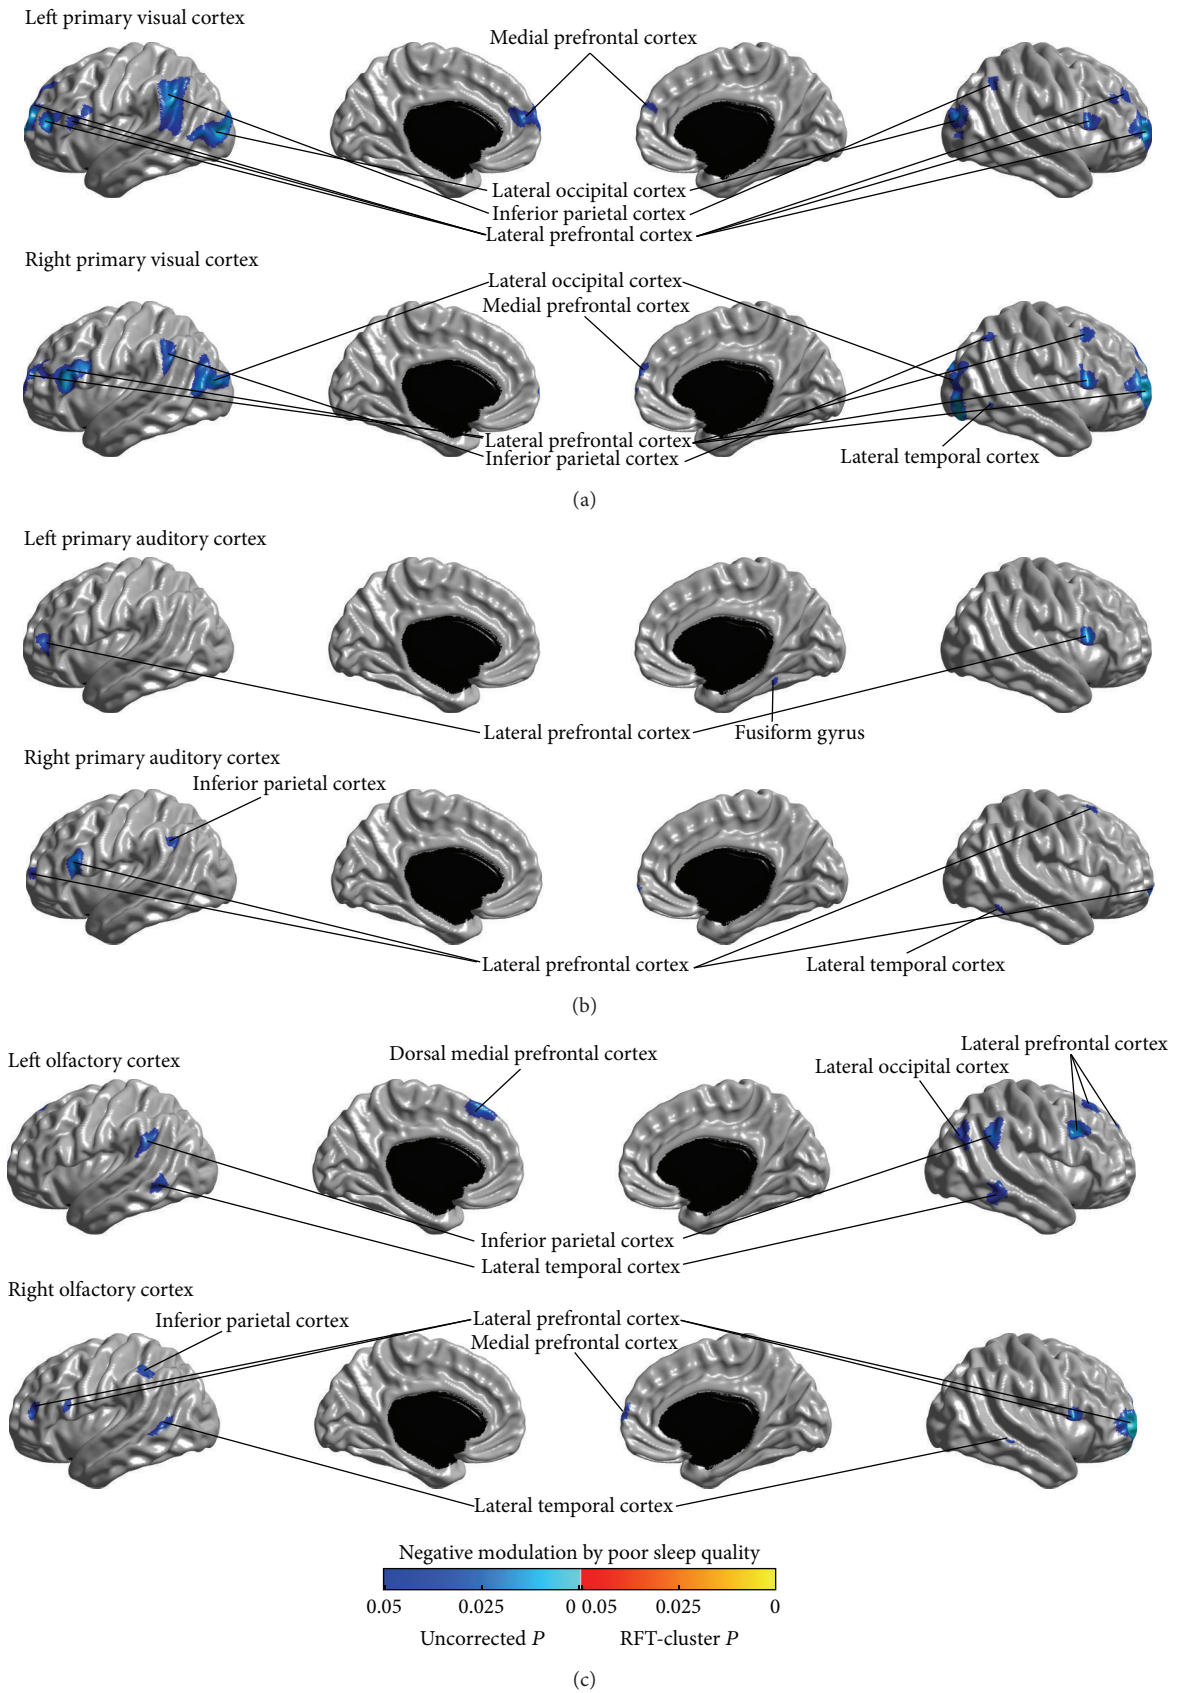 Left primary visual cortex
Medial prefrontal cortex
Lateral occipital cortex
Inferior parietal cortex
Lateral prefrontal cortex
Right primary visual cortex
Lateral occipital cortex
Medial prefrontal cortex
Lateral prefrontal cortex
Inferior parietal cortex
Lateral temporal cortex
(a)
Left primary auditory cortex
Lateral prefrontal cortex
Fusiform gyrus
Right primary auditory cortex
Inferior parietal cortex
Lateral prefrontal cortex
Lateral temporal cortex
(b)
Left olfactory cortex
Dorsal medial prefrontal cortex
Lateral prefrontal cortex
Lateral occipital cortex
Inferior parietal cortex
Lateral temporal cortex
Right olfactory cortex
Inferior parietal cortex
Lateral prefrontal cortex
Medial prefrontal cortex
Lateral temporal cortex
Negative modulation by poor sleep quality
0.05 0.025 0 0.05 0.025 0
Uncorrected P RFT-cluster P
(c)